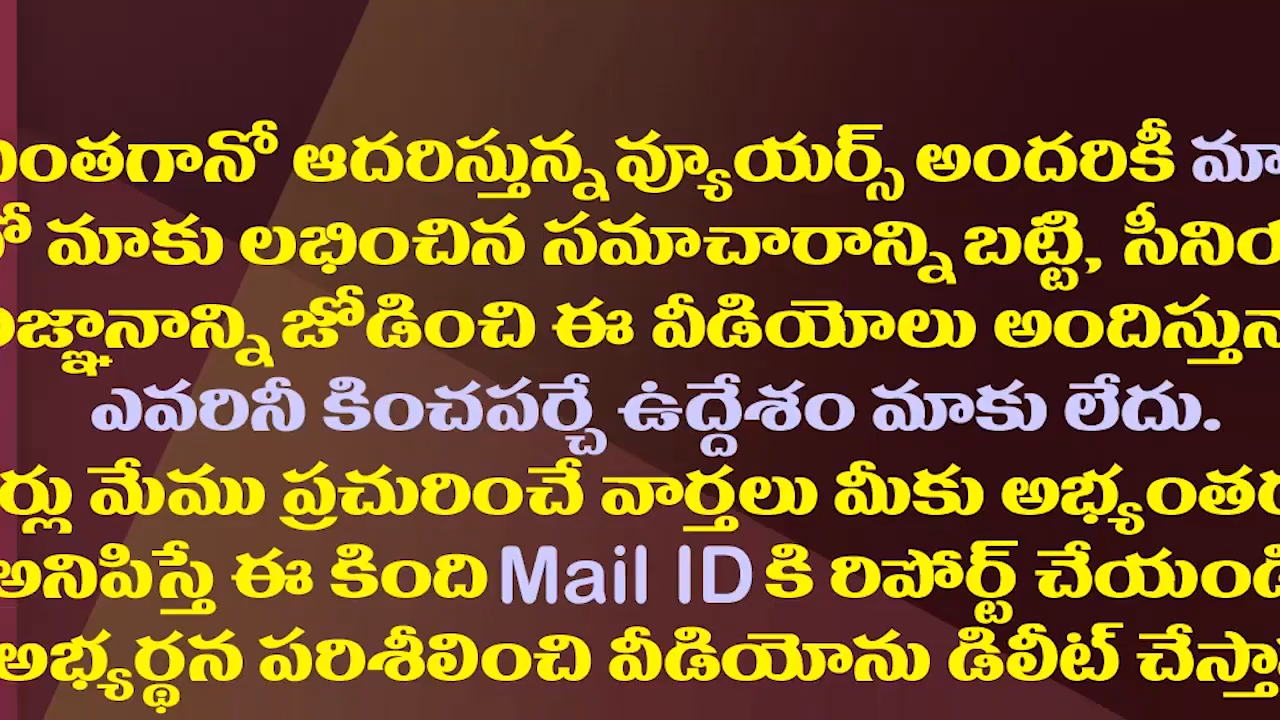 ఎంతగానో ఆదరిస్తున్న వ్యూయర్స్ అందరికీ మా
మాకు లభించిన సమాచారాన్ని బట్టి, సీనియ
జ్ఞానాన్ని జోడించి ఈ వీడియోలు అందిస్తున్నా
ఎవరినీ కించపర్చే ఉద్దేశం మాకు లేదు.
ర్లు మేము ప్రచురించే వార్తలు మీకు అభ్యంతర
అనిపిస్తే ఈ కింది Mail ID కి రిపోర్ట్ చేయండి
అభ్యర్థన పరిశీలించి వీడియోను డిలీట్ చేస్తా